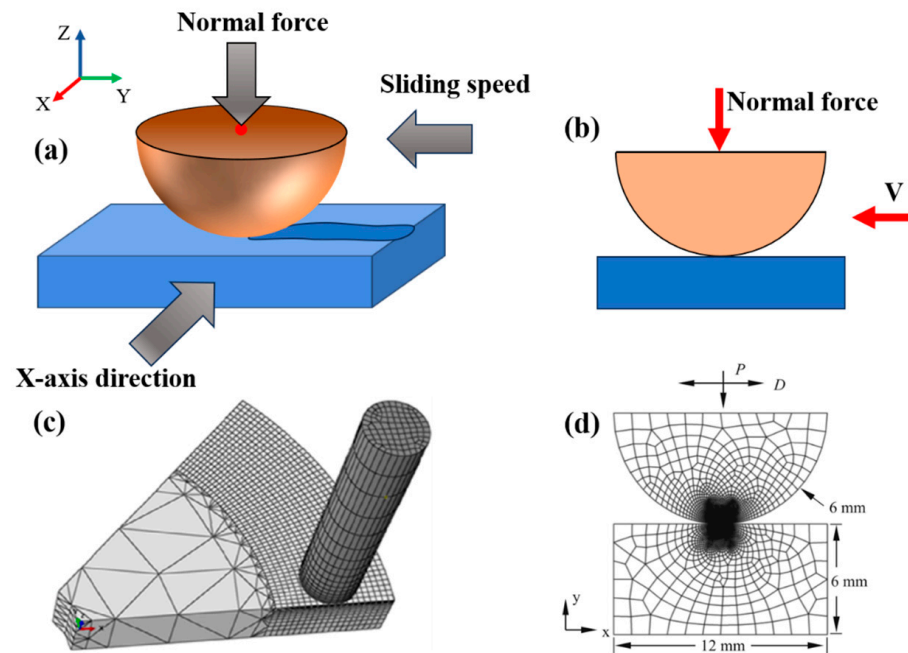 Normal force
Z
X
Y
Sliding speed
(a)
X-axis direction
(b)
Normal force
V
(c)
x
(d)
P
D
6 mm
6 mm
y
x
12 mm